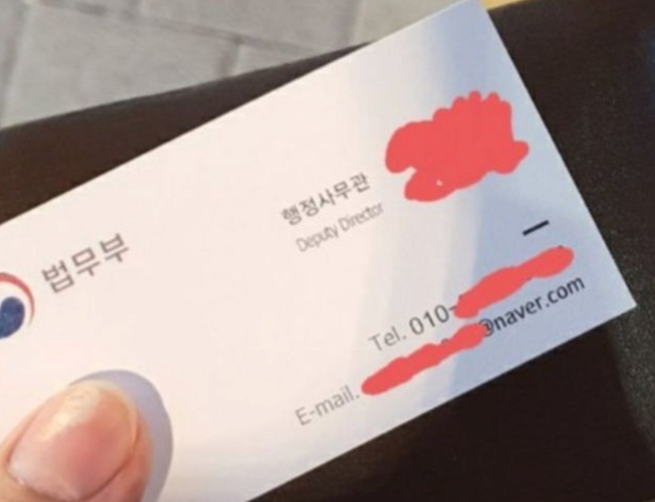 법무부
행정사무관
Deputy Director
Tel. 010-
E-mail. @naver.com